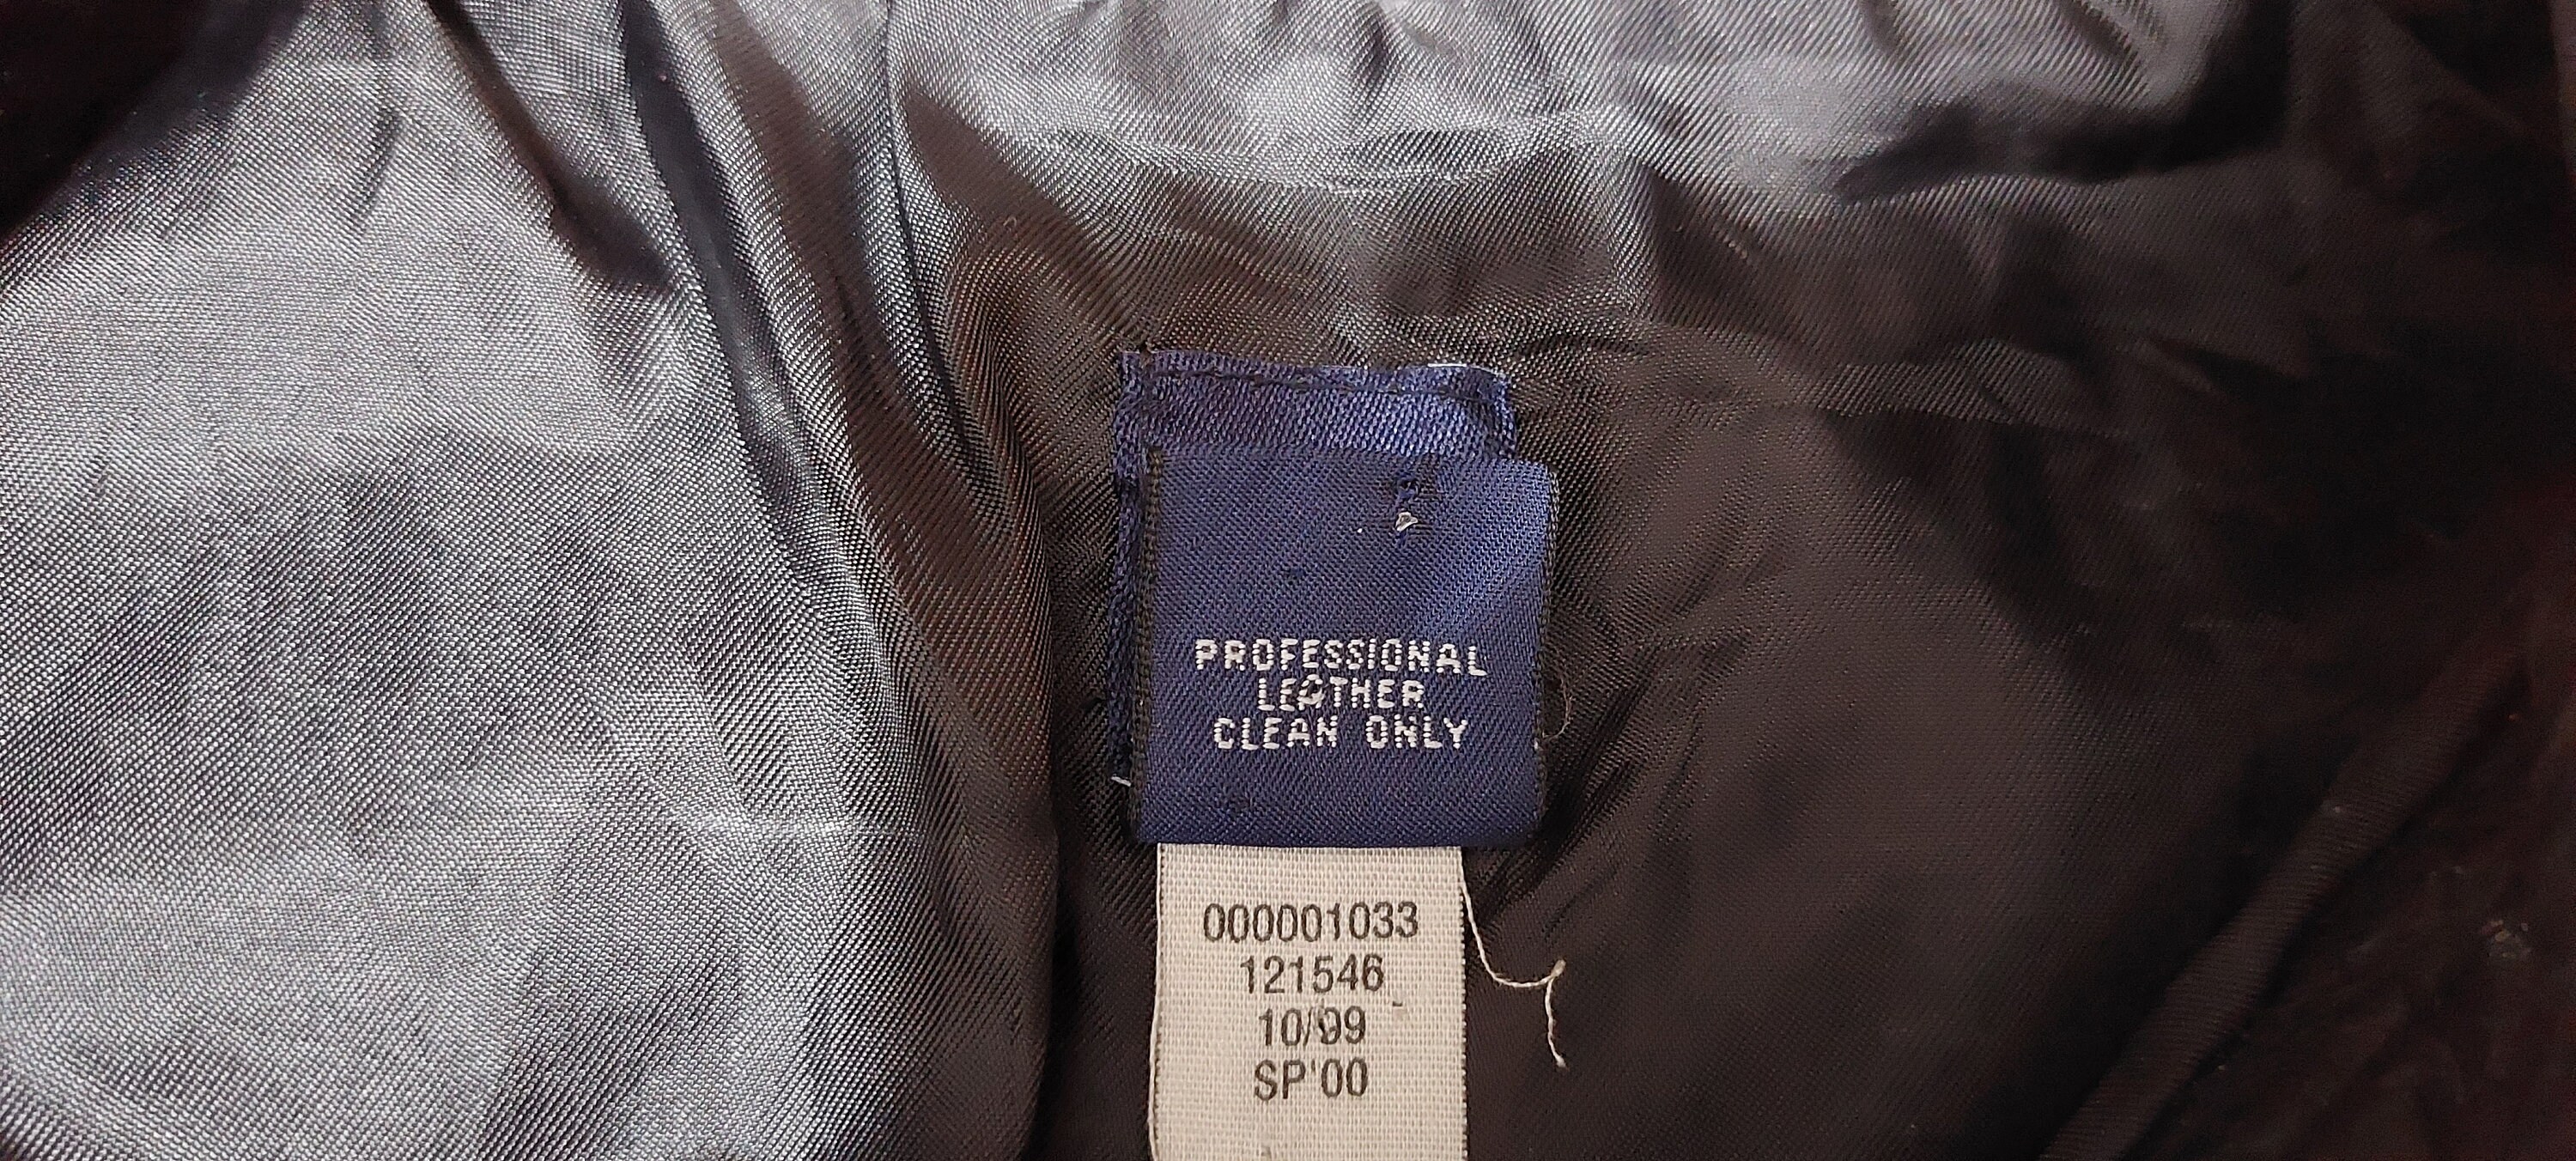 PROFESSIONAL
LEATHER
CLEAN ONLY
000001033
121546
10/99
SP'00